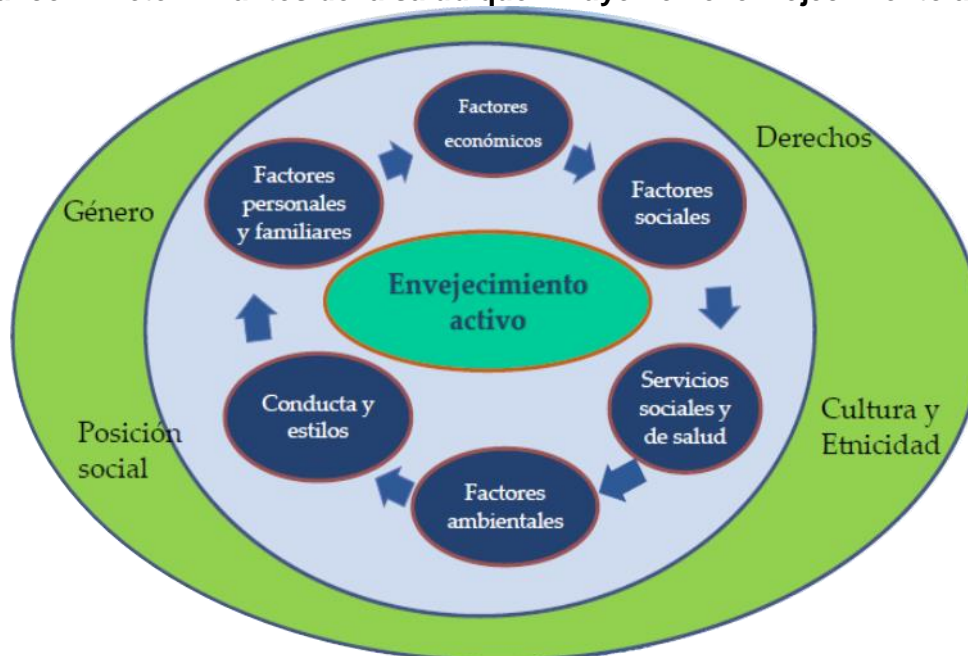 Factores
económicos
Derechos
Factores
personales
y familiares
Factores
sociales
Género
Envejecimiento
activo
Servicios
sociales y
de salud
Conducta y
estilos
Cultura y
Etnicidad
Posición
social
Factores
ambientales